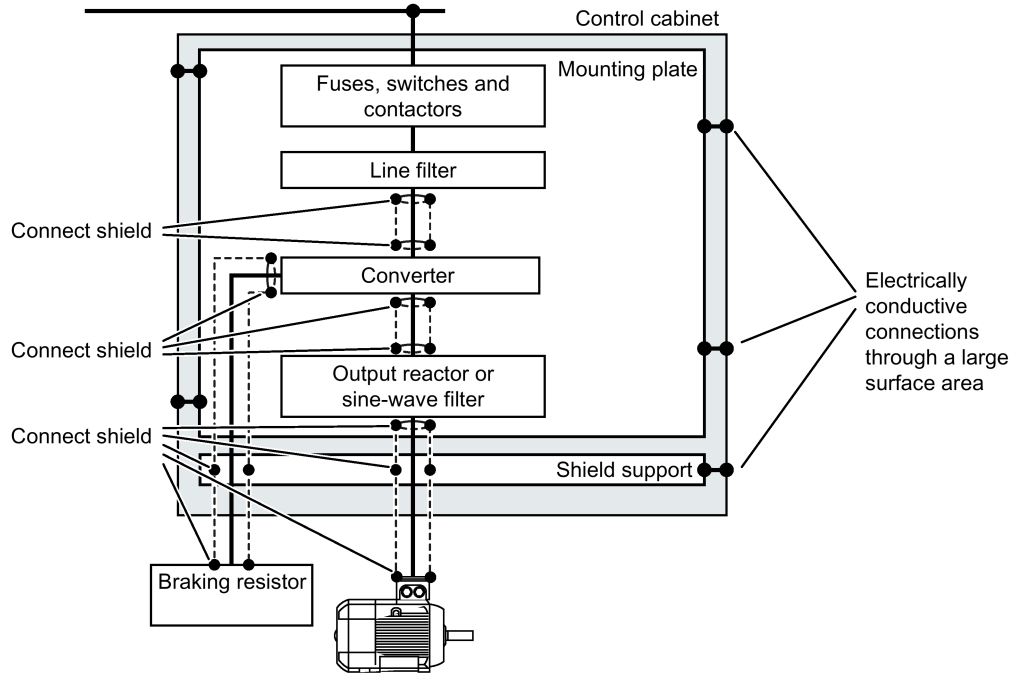 Control cabinet
Mounting plate
Fuses, switches and
contactors
Line filter
Connect shield
Converter
Electrically
conductive
connections
through a large
surface area
Connect shield
Output reactor or
sine-wave filter
Connect shield
Shield support
Braking resistor